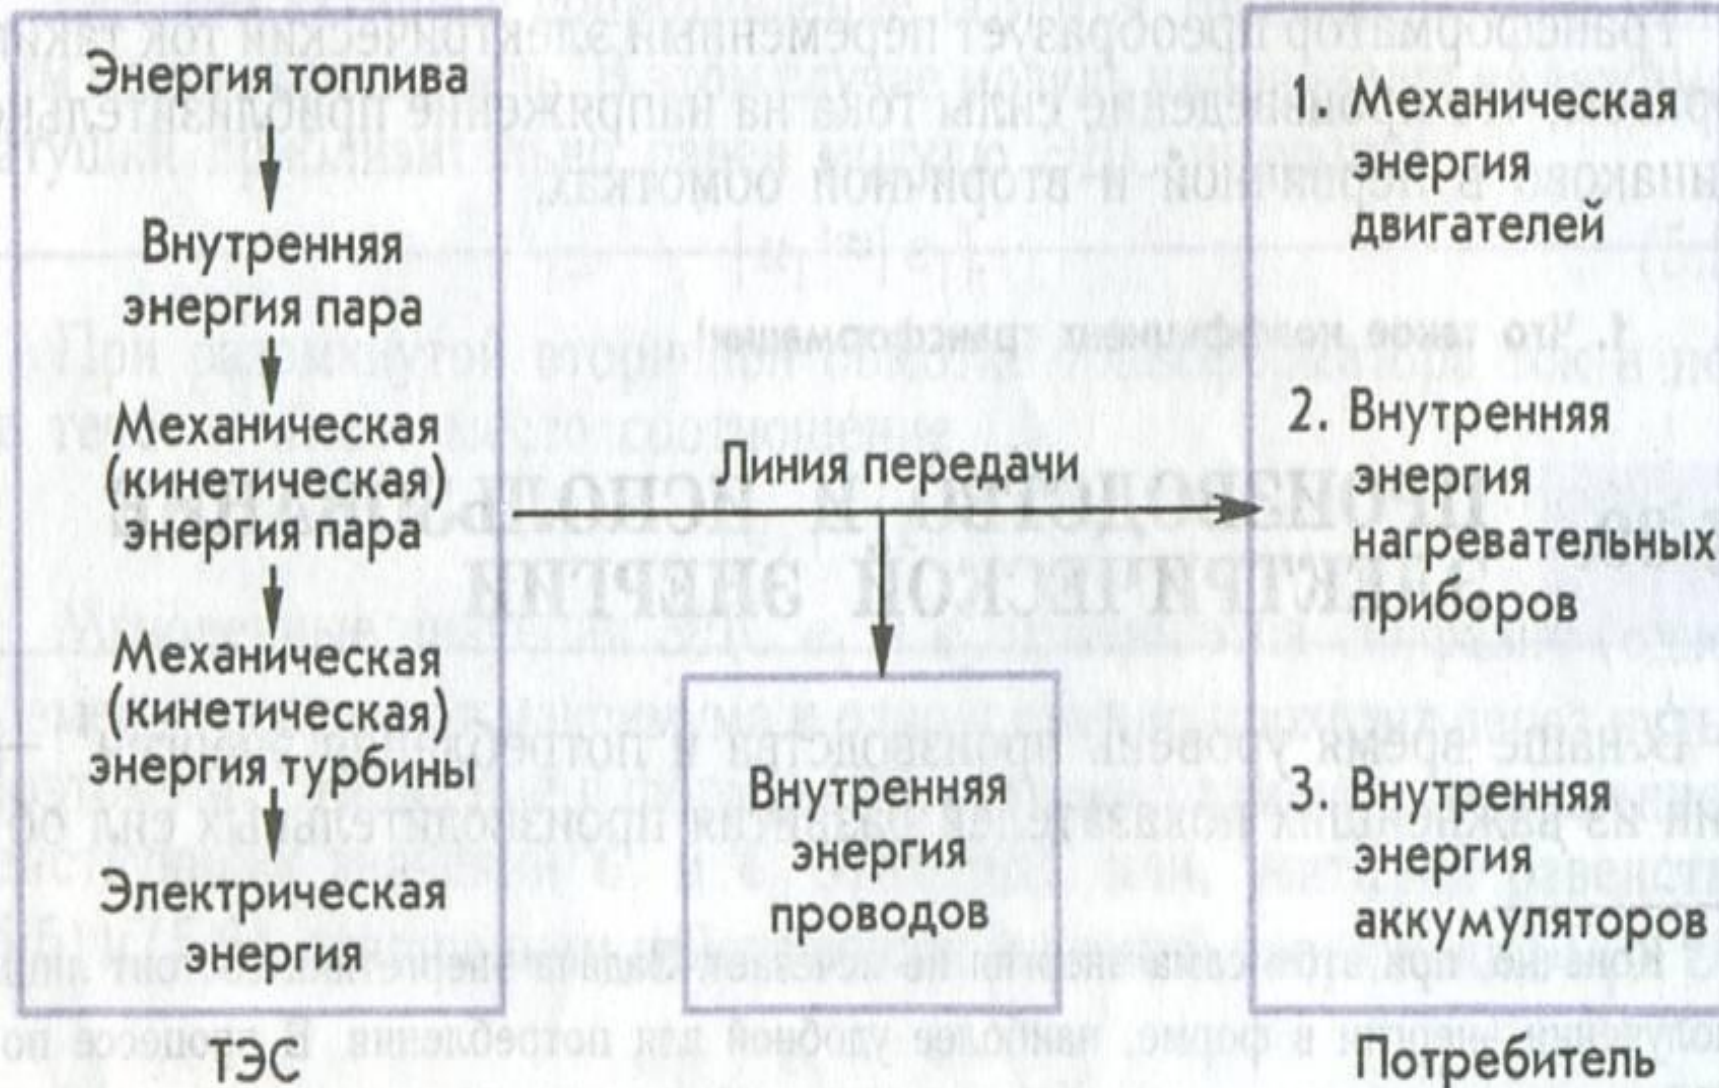 Энергия топлива
Внутренняя
энергия пара
Механическая
(кинетическая)
энергия пара
Механическая
(кинетическая)
энергия турбины
Электрическая
энергия
ТЭС
Линия передачи
Внутренняя
энергия
проводов
1. Механическая
энергия
двигателей
2. Внутренняя
энергия
нагревательных
приборов
3. Внутренняя
энергия
аккумуляторов
Потребитель